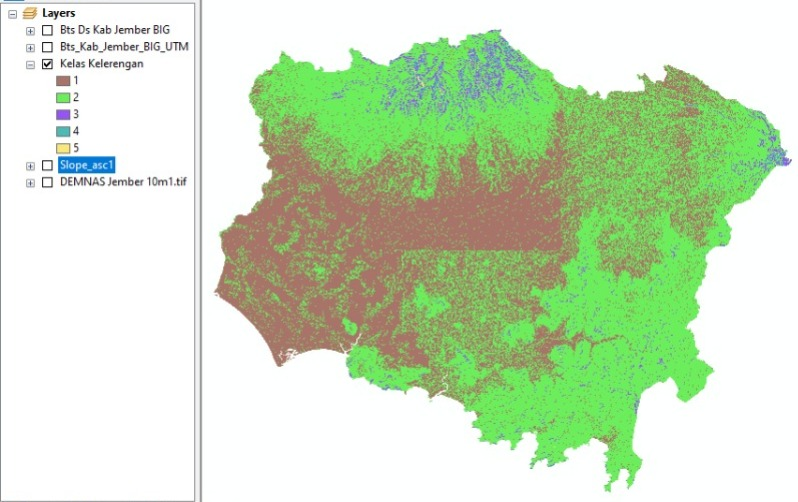 Layers
Bts Ds Kab Jember BIG
Bts_Kab_Jember_BIG_UTM
Kelas Kelerengan
1
2
3
4
5
Slope_asc1
DEMNAS Jember 10m1.tif